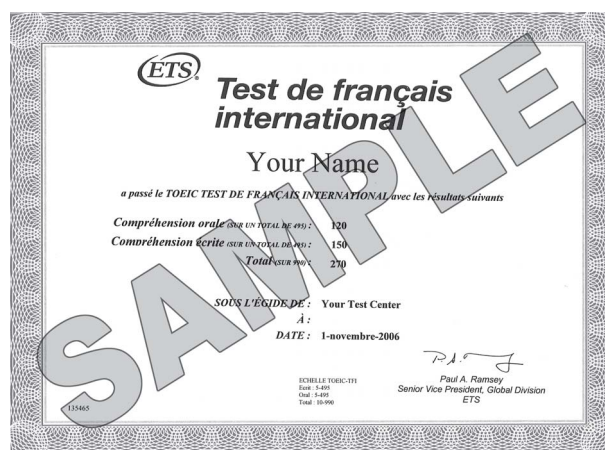 ETS®
Test de français
international
Your Name
a passé le TOEIC TEST DE FRANÇAIS INTERNATIONAL avec les résultats suivants
Compréhension orale (SUR UN TOTAL DE 495) : 120
Compréhension écrite (SUR UN TOTAL DE 495) : 150
Total (SUR 990) : 270
SOUS L'ÉGIDE DE : Your Test Center
À :
DATE : 1-novembre-2006
ECHELLE TOEIC-TFI
Ecrit : 5-495
Oral : 5-495
Total : 10-990
Paul A. Ramsey
Senior Vice President, Global Division
ETS
135465
SAMPLE